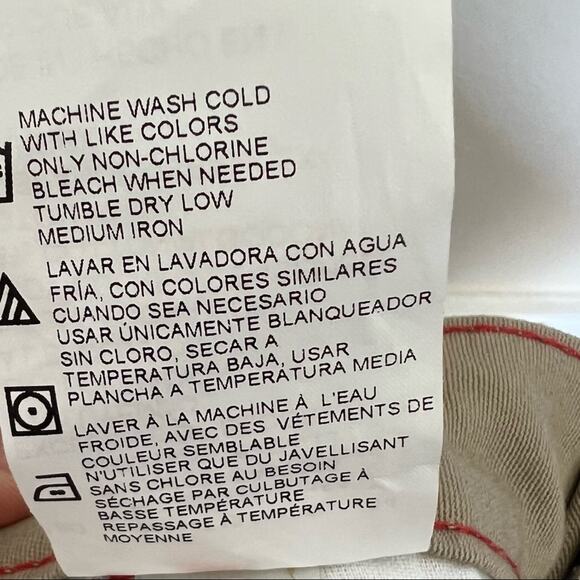 MACHINE WASH COLD
WITH LIKE COLORS
ONLY NON-CHLORINE
BLEACH WHEN NEEDED
TUMBLE DRY LOW
MEDIUM IRON
LAVAR EN LAVADORA CON AGUA
FRÍA, CON COLORES SIMILARES
CUANDO SEA NECESARIO
USAR ÚNICAMENTE BLANQUEADOR
SIN CLORO, SECAR A
TEMPERATURA BAJA, USAR
PLANCHA A TEMPERATURA MEDIA
LAVER À LA MACHINE À L'EAU
FROIDE, AVEC DES VÉTEMENTS DE
COULEUR SEMBLABLE
N'UTILISER QUE DU JAVELLISANT
SANS CHLORE AU BESOIN
SÉCHAGE PAR CULBUTAGE À
BASSE TEMPÉRATURE
REPASSAGE À TEMPÉRATURE
MOYENNE